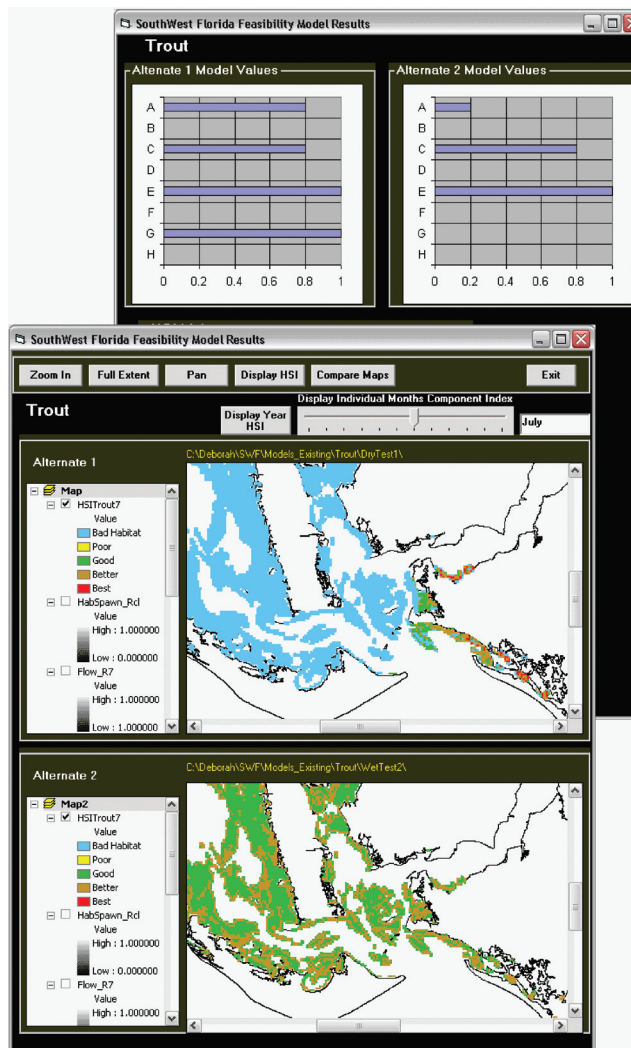 SouthWest Florida Feasibility Model Results
Trout
Alternate 1 Model Values
A
B
C
D
E
F
G
H
0 0.2 0.4 0.6 0.8 1
Alternate 2 Model Values
A
B
C
D
E
F
G
H
0 0.2 0.4 0.6 0.8 1
SouthWest Florida Feasibility Model Results
Zoom In Full Extent Pan Display HSI Compare Maps Exit
Trout
Display Year
HSI
Display Individual Months Component Index
July
Alternate 1
C:\Deborah\SWF\Models_Existing\Trout\DryTest1\
Map
HSITrout7
Value
Bad Habitat
Poor
Good
Better
Best
HabSpawn_Rcl
Value
High : 1.000000
Low : 0.000000
Flow_R7
Value
High : 1.000000
Low : 1.000000
Alternate 2
C:\Deborah\SWF\Models_Existing\Trout\WetTest2\
Map2
HSITrout7
Value
Bad Habitat
Poor
Good
Better
Best
HabSpawn_Rcl
Value
High : 1.000000
Low : 0.000000
Flow_R7
Value
High : 1.000000